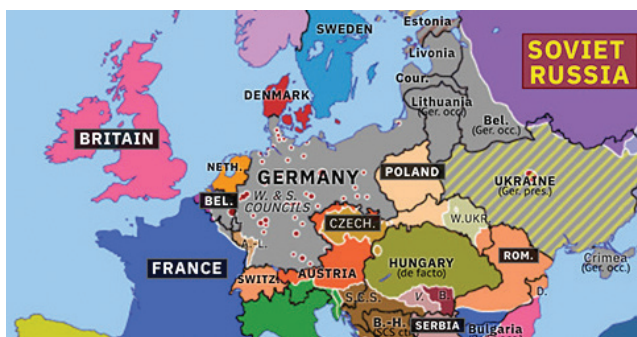 Estonia
SWEDEN
Livonia
SOVIET
RUSSIA
Cour.
DENMARK
Lithuania
(Ger. occ.)
Bel.
(Ger. occ.)
BRITAIN
NETH.
GERMANY
POLAND
UKRAINE
(Ger. pres.)
W. & S.
COUNCILS
BEL.
CZECH.
W.UKR.
A.-L.
HUNGARY
(de facto)
ROM.
Crimea
(Ger. occ.)
FRANCE
SWITZ.
AUSTRIA
S.C.S.
V.
B.
D.
B.-H.
SERBIA
Bulgaria